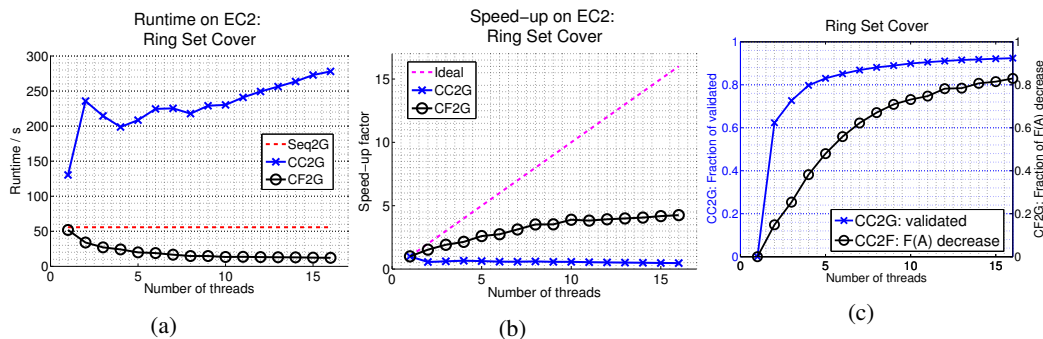 Runtime on EC2:
Ring Set Cover
300
250
200
150
100
50
0
Runtime / s
Seq2G
CC2G
CF2G
0
5
10
15
Number of threads
(a)
Speed-up on EC2:
Ring Set Cover
15
10
5
0
Speed-up factor
Ideal
CC2G
CF2G
0
5
10
15
Number of threads
(b)
Ring Set Cover
1
0.8
0.6
0.4
0.2
0
CC2G: Fraction of validated
1
0.8
0.6
0.4
0.2
0
CF2G: Fraction of F(A) decrease
CC2G: validated
CC2F: F(A) decrease
0
5
10
15
Number of threads
(c)